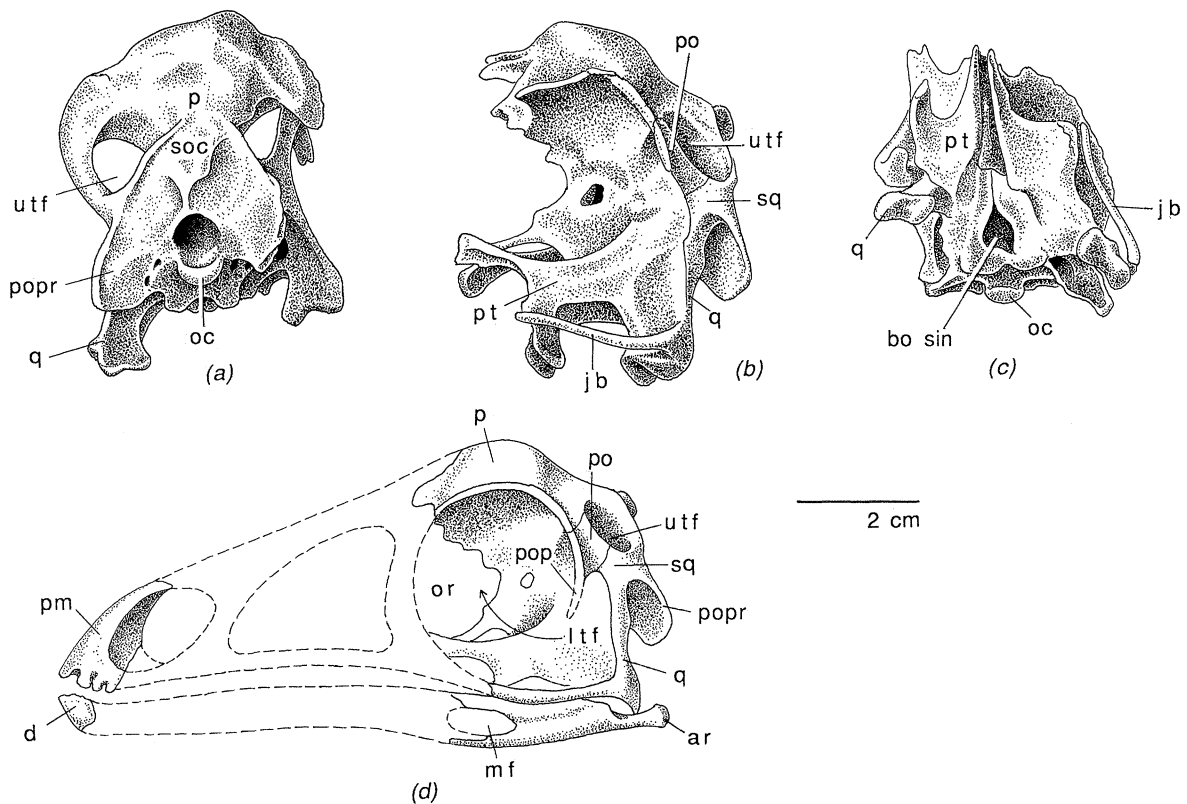 p
soc
utf
popr
q
oc
(a)
po
utf
sq
pt
q
jb
(b)
pt
jb
q
bo sin
oc
(c)
p
po
utf
pop
sq
or
pm
popr
ltf
q
d
ar
mf
(d)
2 cm